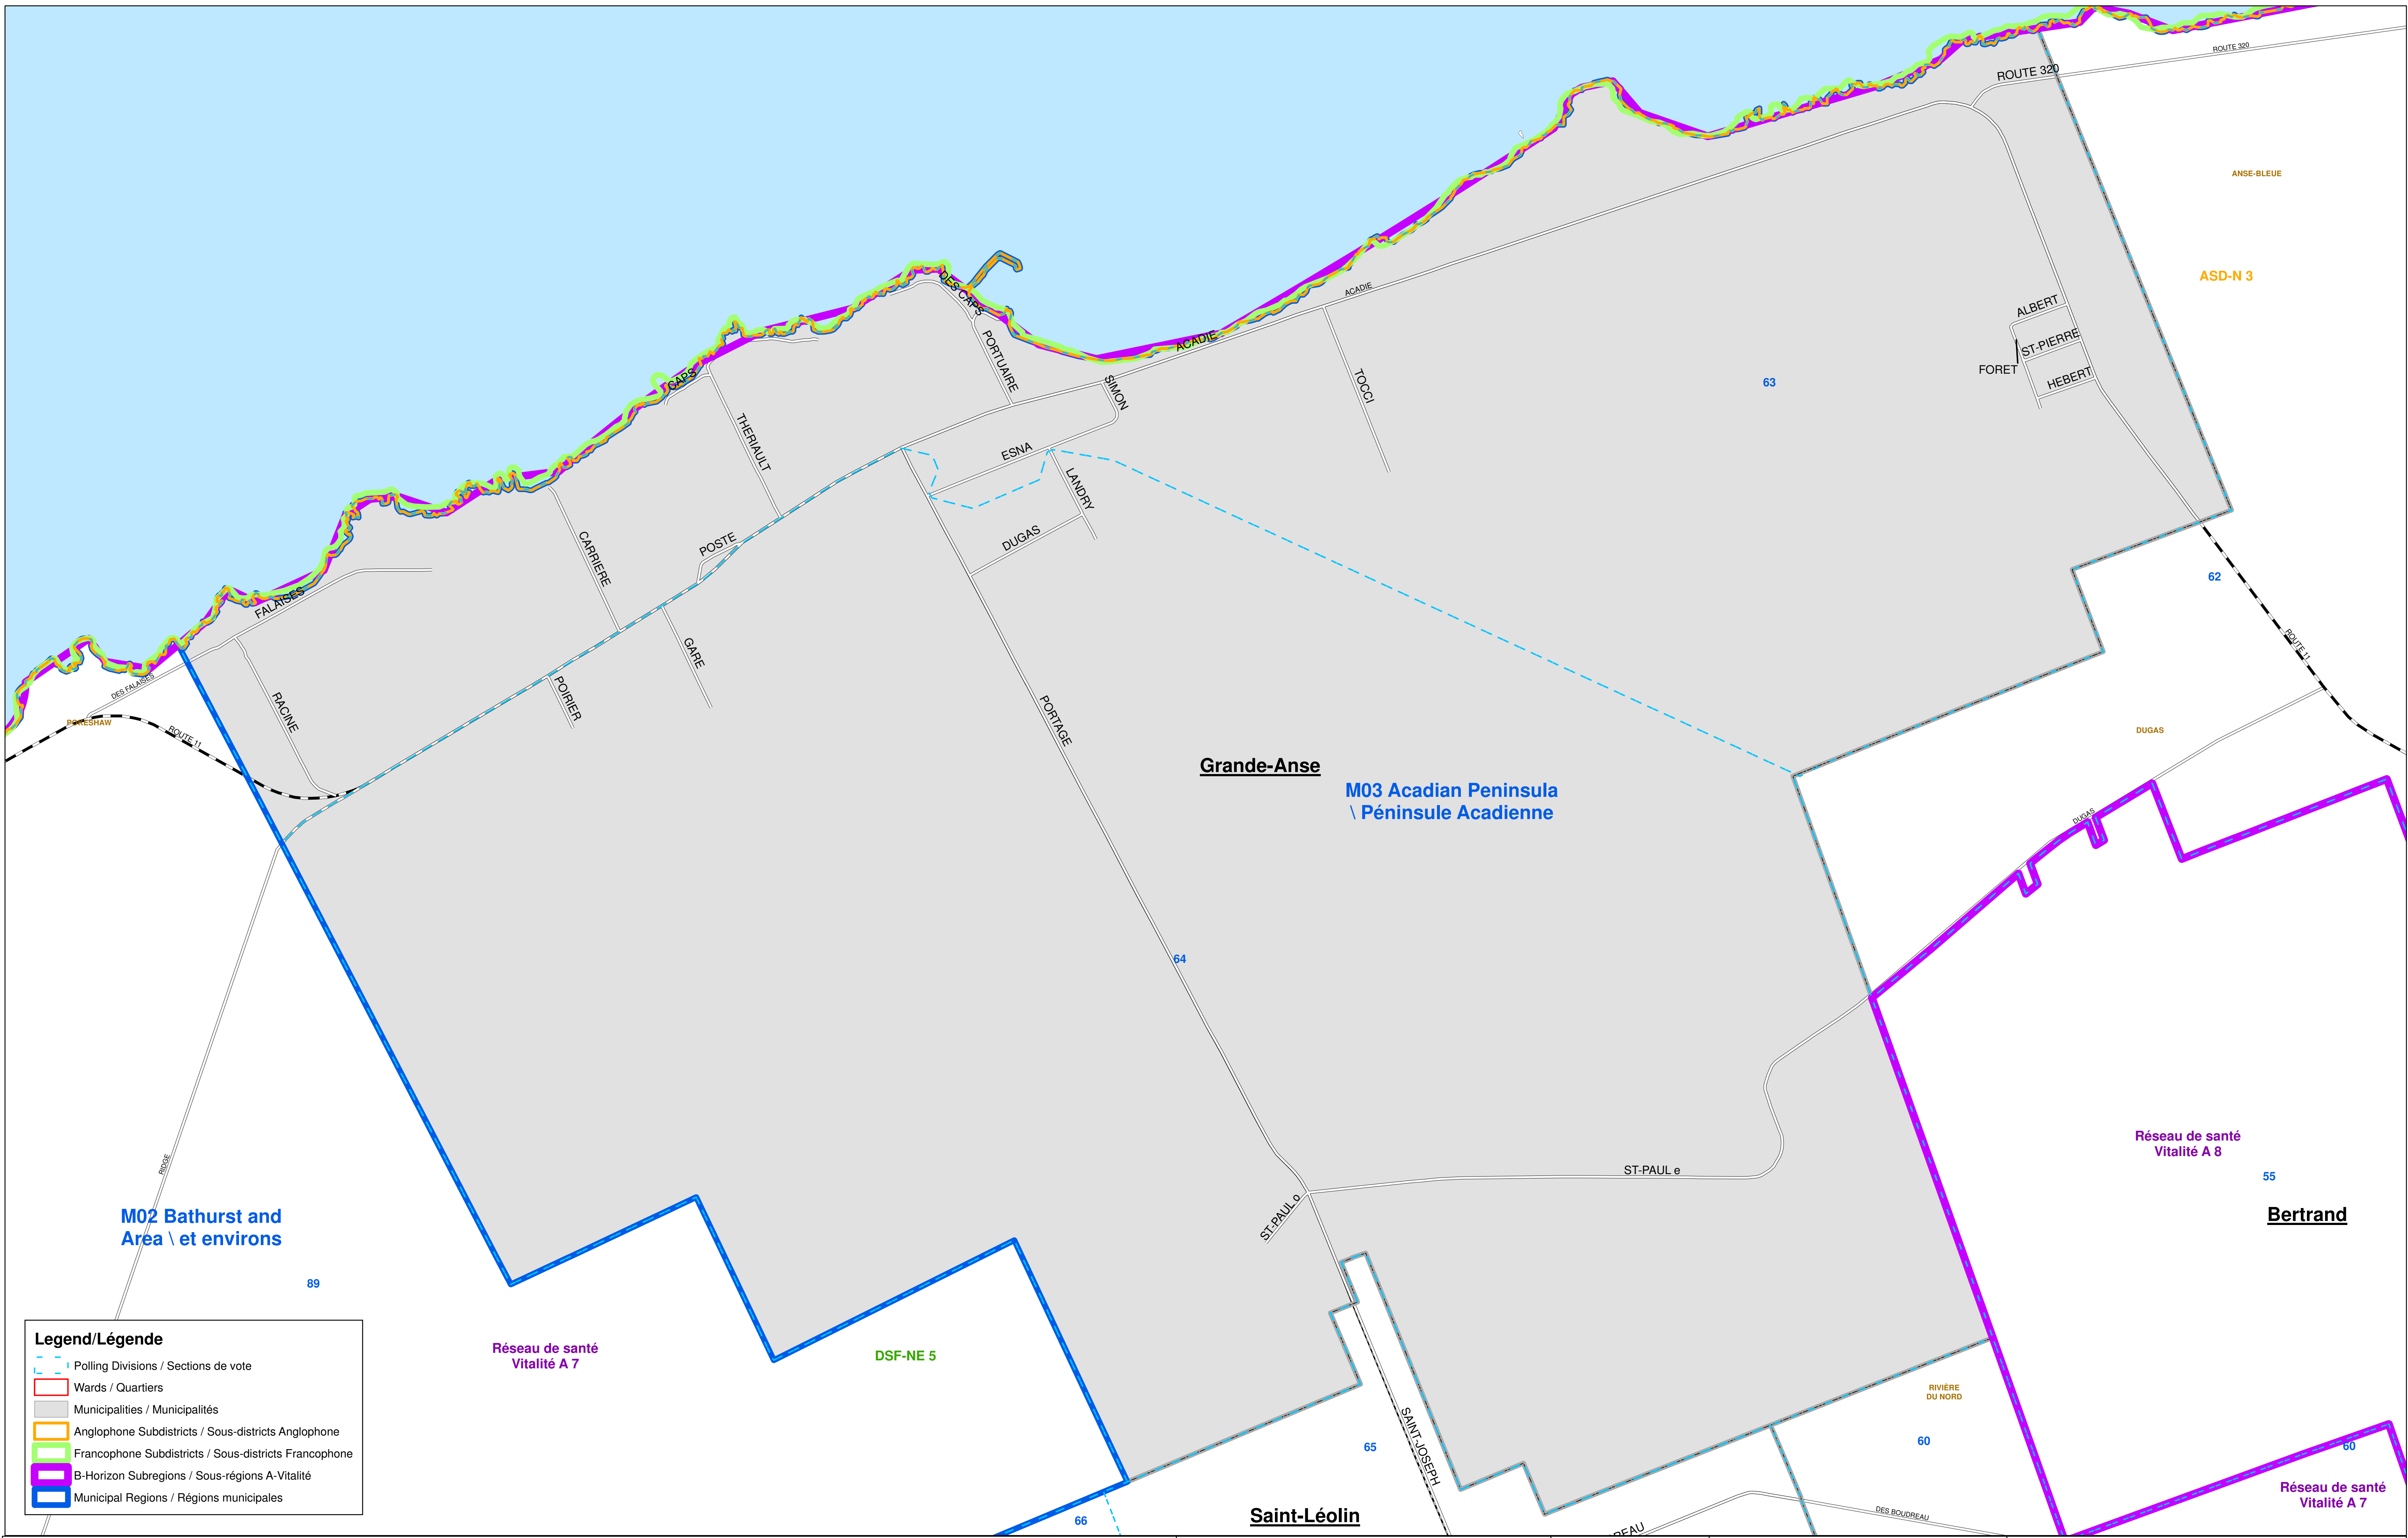 ROUTE 320
ROUTE 320
ANSE-BLEUE
ASD-N 3
DES CAPS
ACADIE
ALBERT
PORTUAIRE
ACADIE
ST-PIERRE
FORET
HEBERT
CAPS
63
SIMON
TOCCI
THERIAULT
ESNA
LANDRY
DUGAS
POSTE
CARRIERE
62
FALAISES
ROUTE 11
GARE
DES FALAISES
POKESHAW
ROUTE 11
RACINE
POIRIER
PORTAGE
DUGAS
Grande-Anse
M03 Acadian Peninsula
\ Péninsule Acadienne
DUGAS
64
Réseau de santé
Vitalité A 8
RIDGE
ST-PAUL e
55
ST-PAUL o
Bertrand
M02 Bathurst and
Area \ et environs
89
Réseau de santé
Vitalité A 7
DSF-NE 5
RIVIÈRE
DU NORD
SAINT-JOSEPH
65
60
60
Réseau de santé
Vitalité A 7
DES BOUDREAU
Saint-Léolin
66
REAU
Legend/Légende
Polling Divisions / Sections de vote
Wards / Quartiers
Municipalities / Municipalités
Anglophone Subdistricts / Sous-districts Anglophone
Francophone Subdistricts / Sous-districts Francophone
B-Horizon Subregions / Sous-régions A-Vitalité
Municipal Regions / Régions municipales